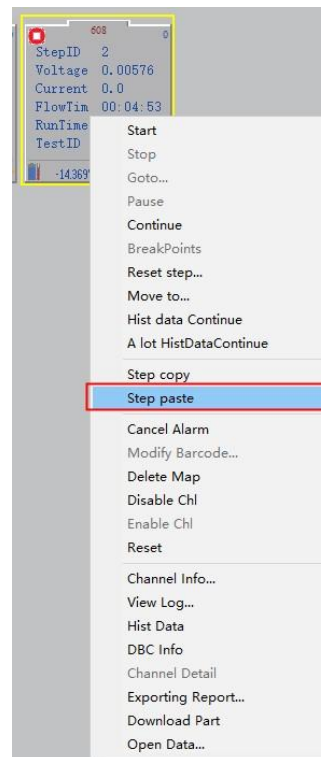 608 0
StepID 2
Voltage 0.00576
Current 0.0
FlowTim 00:04:53
RunTime
TestID
-14.369°
Start
Stop
Goto...
Pause
Continue
BreakPoints
Reset step...
Move to...
Hist data Continue
A lot HistDataContinue
Step copy
Step paste
Cancel Alarm
Modify Barcode...
Delete Map
Disable Chl
Enable Chl
Reset
Channel Info...
View Log...
Hist Data
DBC Info
Channel Detail
Exporting Report...
Download Part
Open Data...